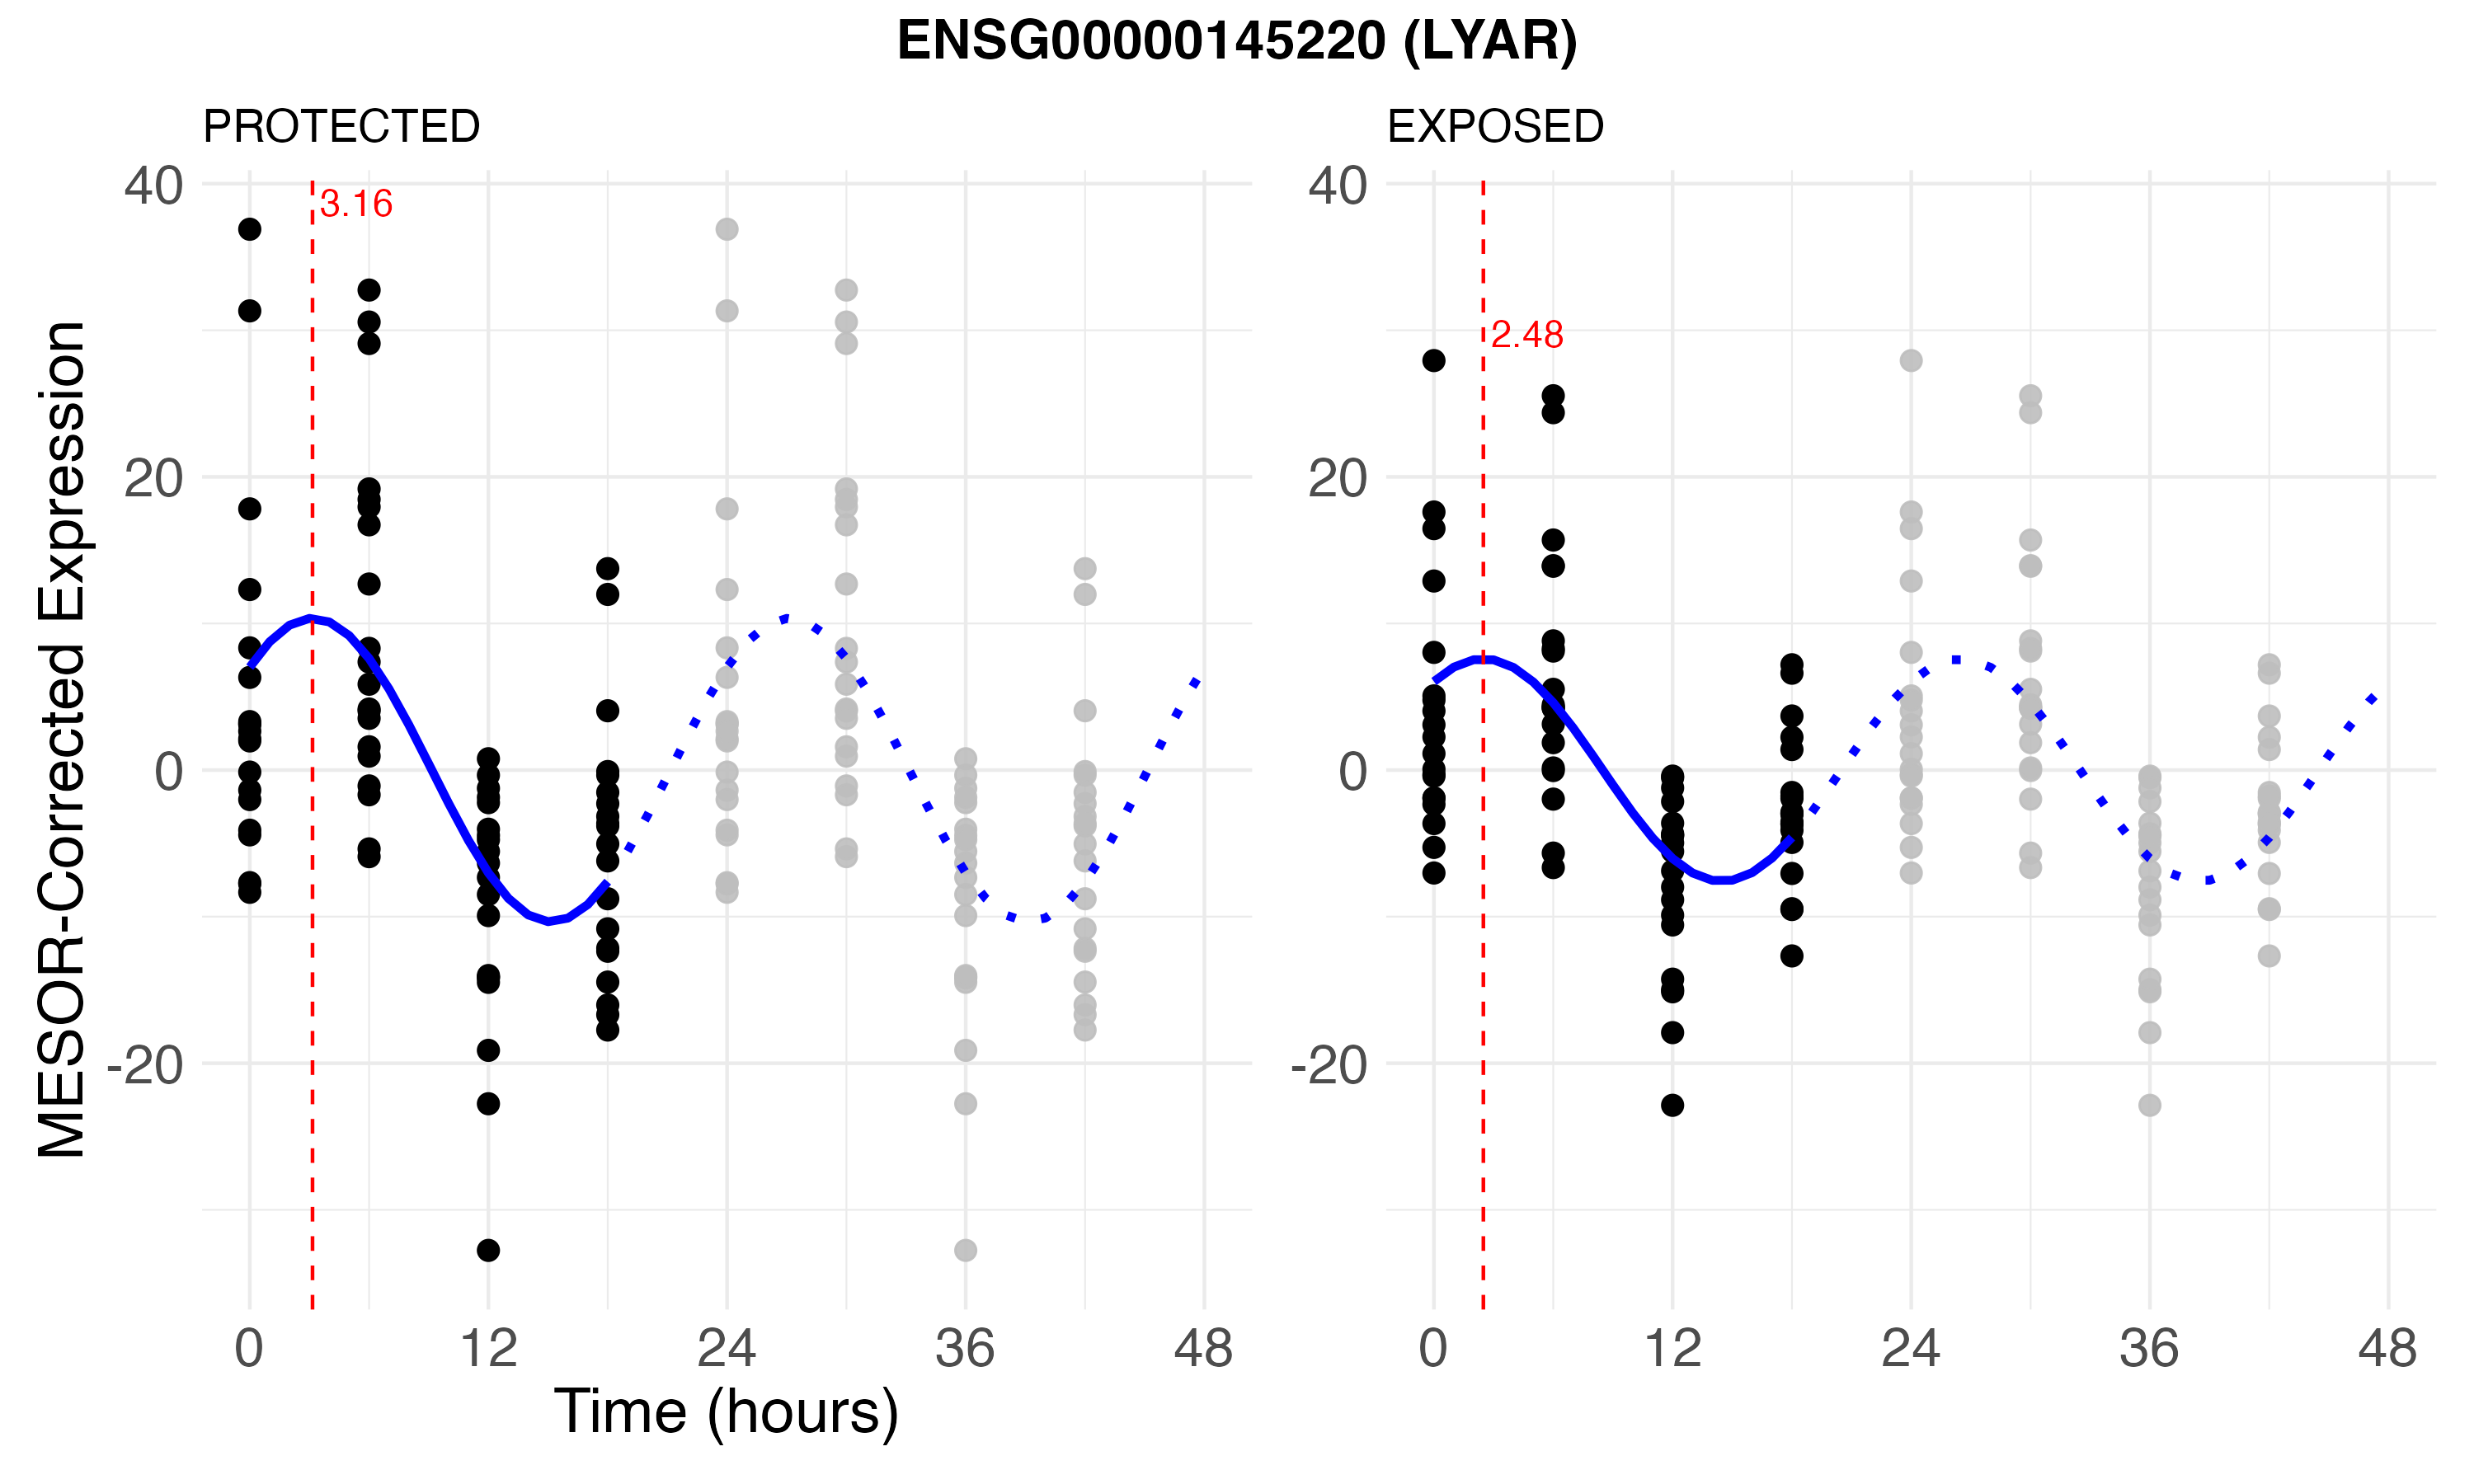 ENSG00000145220 (LYAR)
PROTECTED
EXPOSED
MESOR-Corrected Expression
40
20
0
-20
3.16
0 12 24 36 48
40
20
0
-20
2.48
0 12 24 36 48
Time (hours)